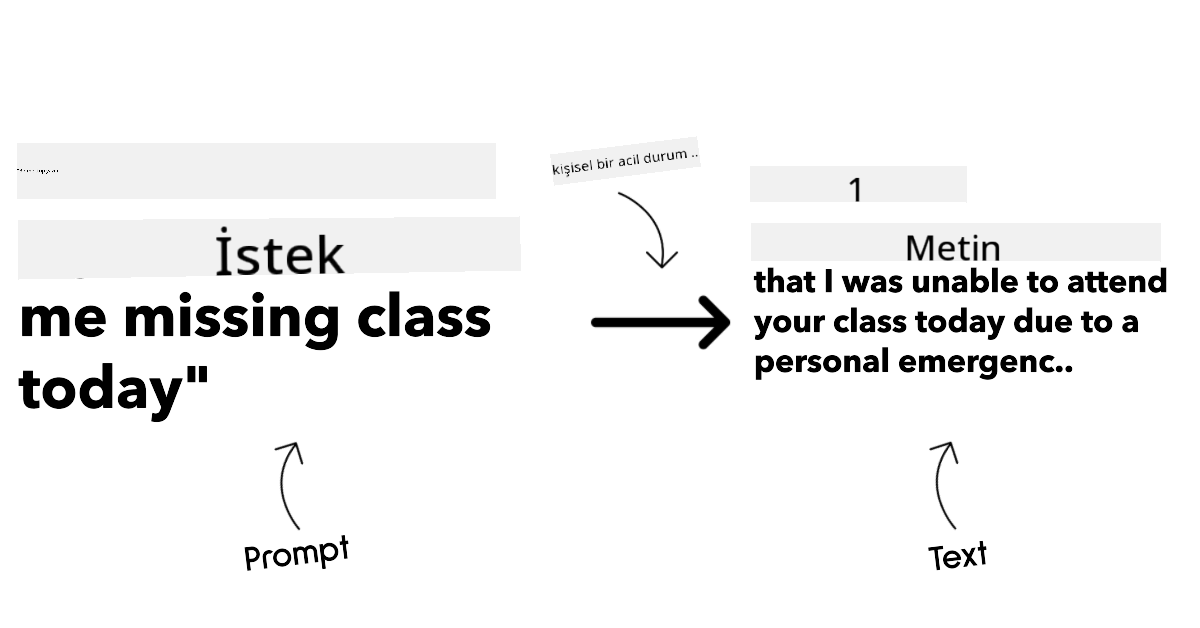 İstek
me missing class
today"
Prompt
kişisel bir acil durum ..
1
Metin
that I was unable to attend
your class today due to a
personal emergenc..
Text